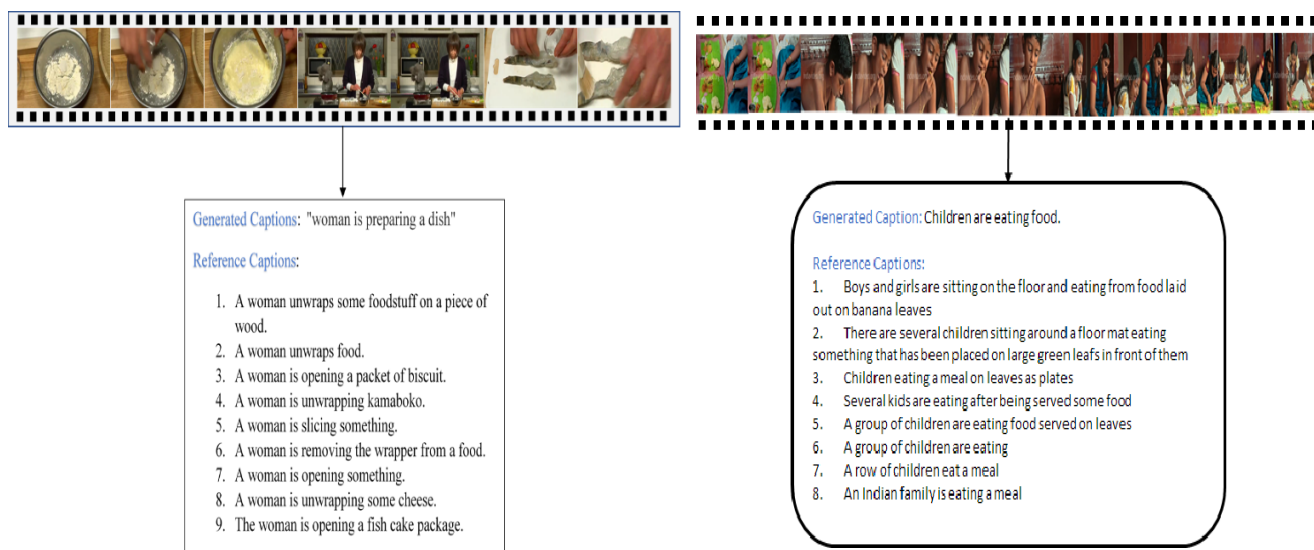 Generated Captions: "woman is preparing a dish"
Reference Captions:
1. A woman unwraps some foodstuff on a piece of
wood.
2. A woman unwraps food.
3. A woman is opening a packet of biscuit.
4. A woman is unwrapping kamaboko.
5. A woman is slicing something.
6. A woman is removing the wrapper from a food.
7. A woman is opening something.
8. A woman is unwrapping some cheese.
9. The woman is opening a fish cake package.
Generated Caption: Children are eating food.
Reference Captions:
1. Boys and girls are sitting on the floor and eating from food laid
out on banana leaves
2. There are several children sitting around a floor mat eating
something that has been placed on large green leafs in front of them
3. Children eating a meal on leaves as plates
4. Several kids are eating after being served some food
5. A group of children are eating food served on leaves
6. A group of children are eating
7. A row of children eat a meal
8. An Indian family is eating a meal